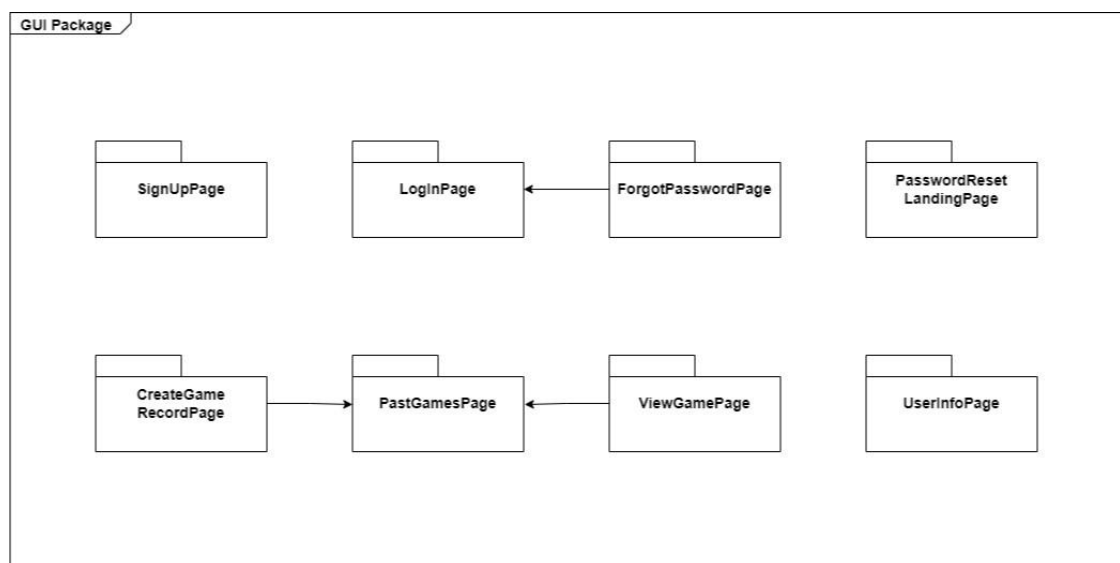 GUI Package
SignUpPage
LogInPage
ForgotPasswordPage
PasswordReset
LandingPage
CreateGame
RecordPage
PastGamesPage
ViewGamePage
UserInfoPage